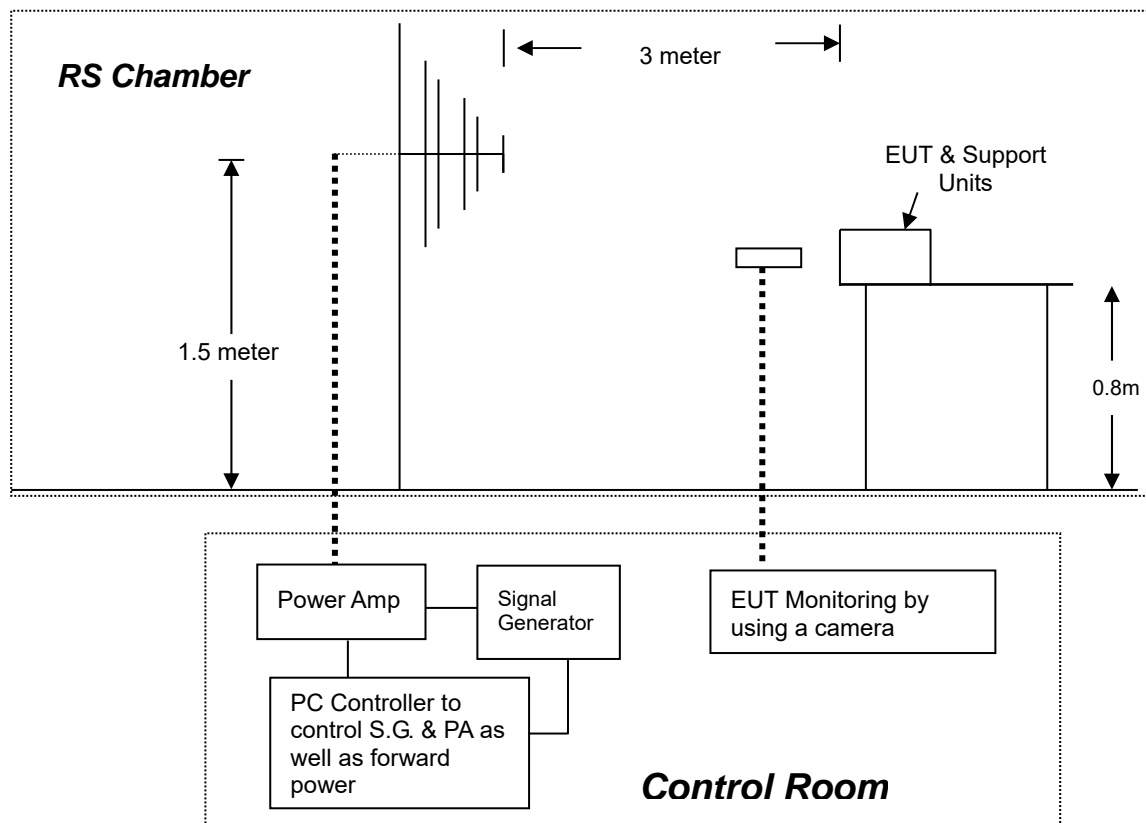 RS Chamber
3 meter
EUT & Support
Units
1.5 meter
0.8m
Power Amp
Signal
Generator
EUT Monitoring by
using a camera
PC Controller to
control S.G. & PA as
well as forward
power
Control Room